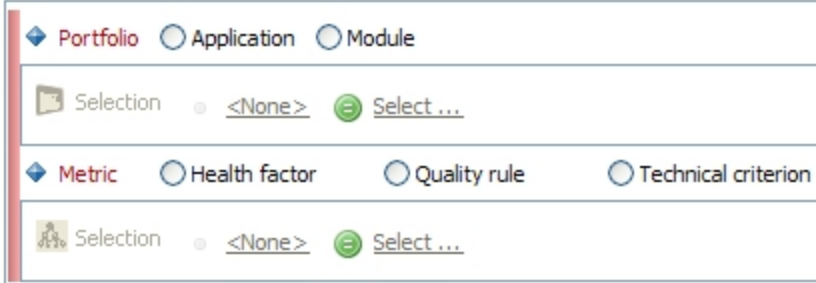 Portfolio Application Module
Selection <None> Select ...
Metric Health factor Quality rule Technical criterion
Selection <None> Select ...